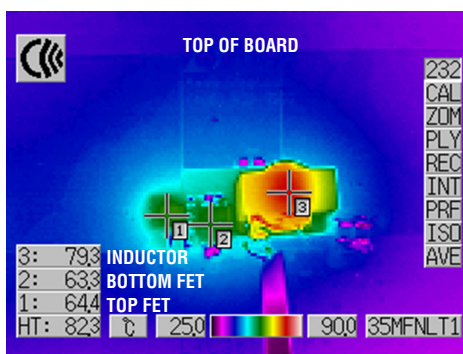 TOP OF BOARD
232
CAL
ZOM
PLY
REC
INT
PRF
ISO
AVE
1
2
3
3: 79.3 INDUCTOR
2: 63.3 BOTTOM FET
1: 64.4 TOP FET
HT: 82.3 ℃ 25.0 90.0 35MFNLT1